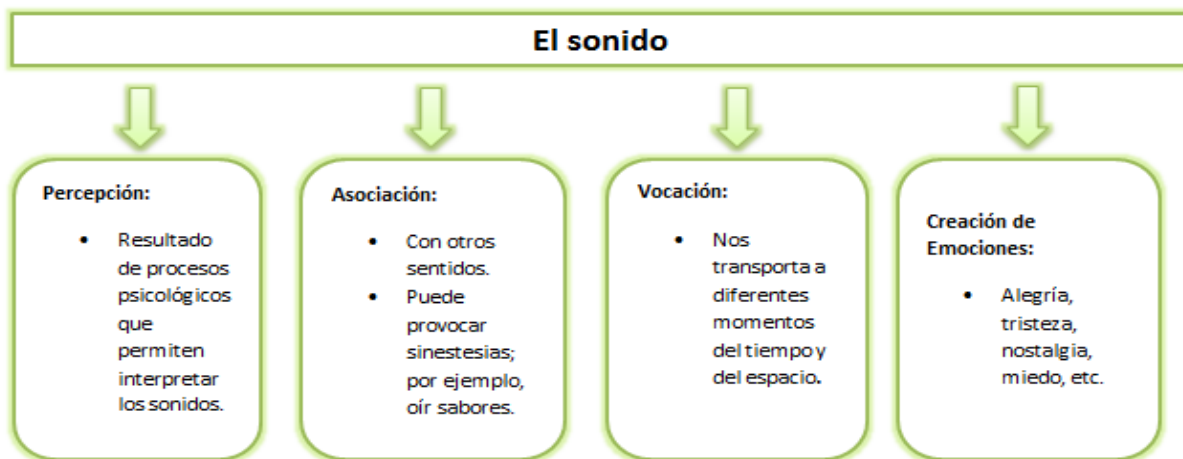 El sonido
Percepción:
• Resultado
de procesos
psicológicos
que
permiten
interpretar
los sonidos.
Asociación:
• Con otros
sentidos.
• Puede
provocar
sinestesias;
por ejemplo,
oír sabores.
Vocación:
• Nos
transporta a
diferentes
momentos
del tiempo y
del espacio.
Creación de
Emociones:
• Alegría,
tristeza,
nostalgia,
miedo, etc.